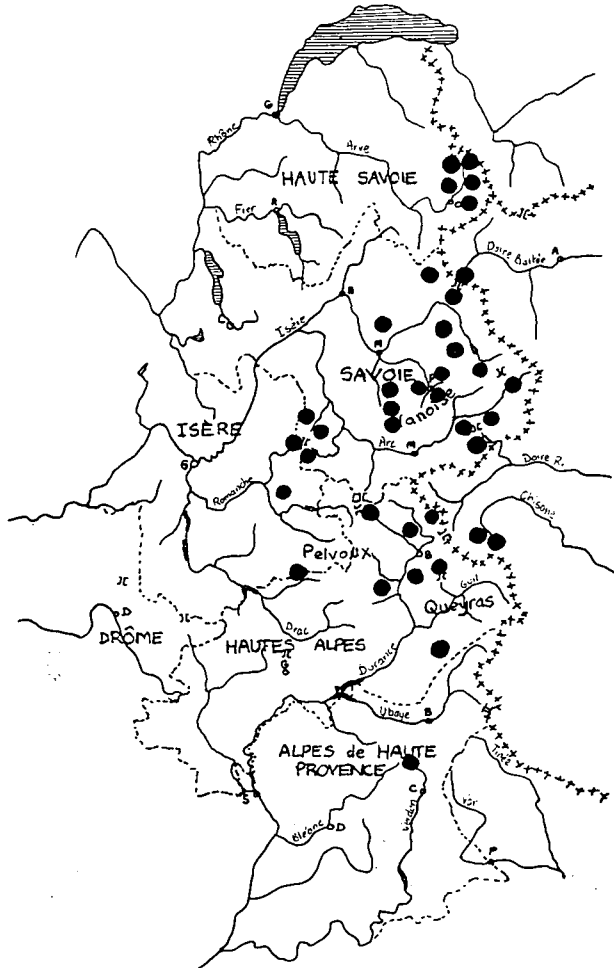 G
Rhône
Arve
HAUTE SAVOIE
Fier
A
Doire Baltée
A
Isère
M
SAVOIE
Vanoise
ISÈRE
G
Arc
M
Doire R.
Romanche
Chisone
Pelvoux
B
Guil
Queyras
D
DRÔME
Drac
HAUTES ALPES
G
Durance
Ubaye
B
ALPES de HAUTE
PROVENCE
Tinée
S
C
Bléone
D
Verdon
Var
P